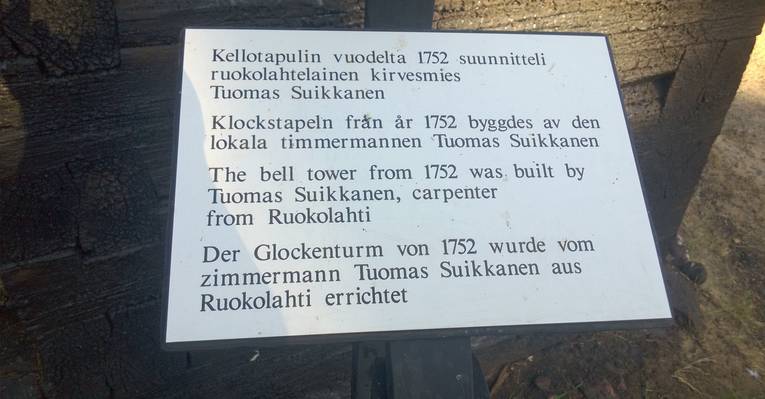 Kellotapulin vuodelta 1752 suunnitteli
ruokolahtelainen kirvesmies
Tuomas Suikkanen
Klockstapeln från år 1752 byggdes av den
lokala timmermannen Tuomas Suikkanen
The bell tower from 1752 was built by
Tuomas Suikkanen, carpenter
from Ruokolahti
Der Glockenturm von 1752 wurde vom
zimmermann Tuomas Suikkanen aus
Ruokolahti errichtet